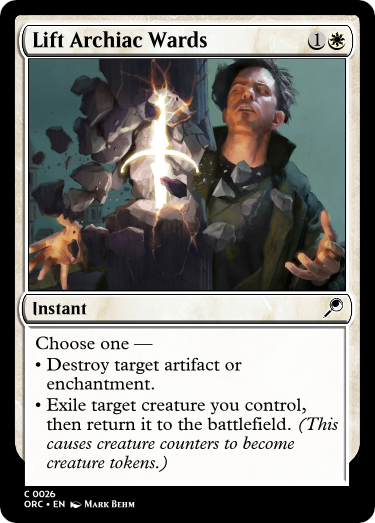 Lift Archiac Wards 1
Instant
Choose one —
• Destroy target artifact or
enchantment.
• Exile target creature you control,
then return it to the battlefield. (This
causes creature counters to become
creature tokens.)
C 0026
ORC • EN Mark Behm